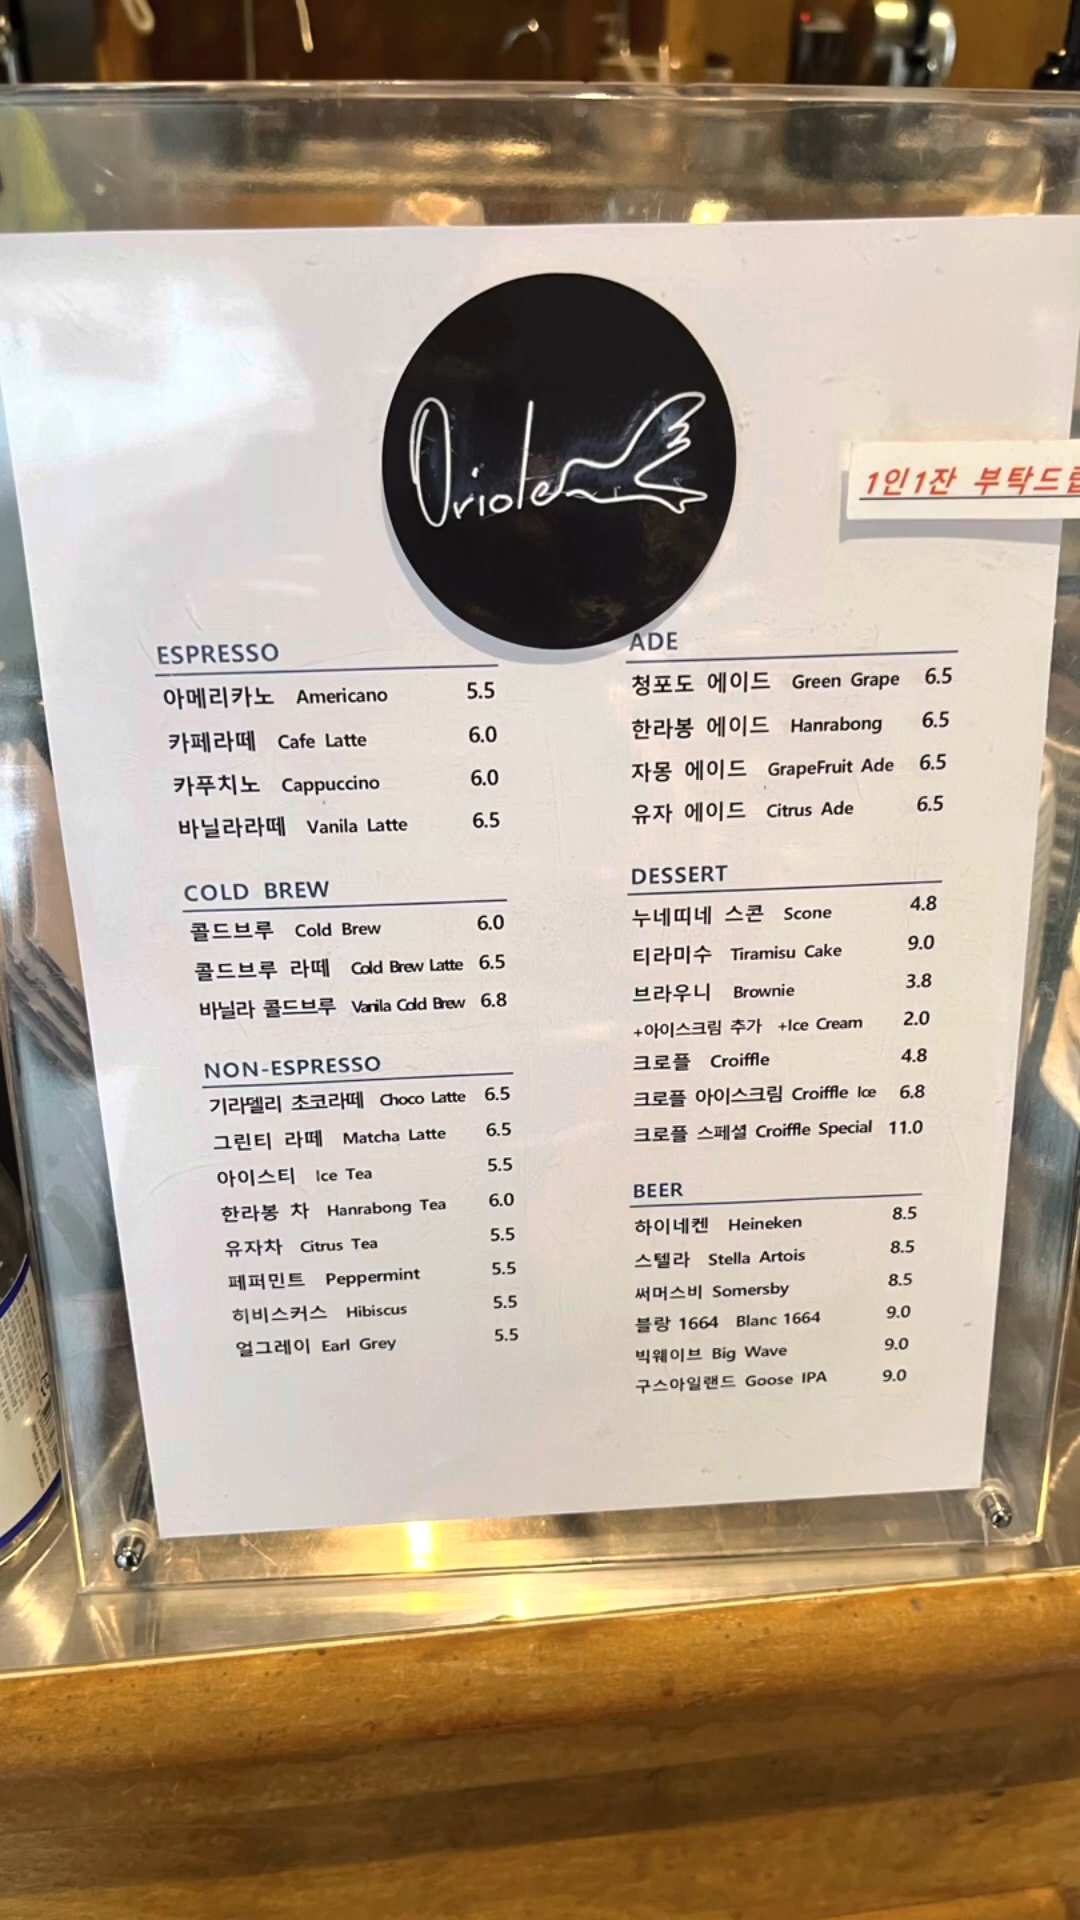 Oriole
1인1잔 부탁드립
ESPRESSO
아메리카노 Americano 5.5
카페라떼 Cafe Latte 6.0
카푸치노 Cappuccino 6.0
바닐라라떼 Vanila Latte 6.5
COLD BREW
콜드브루 Cold Brew 6.0
콜드브루 라떼 Cold Brew Latte 6.5
바닐라 콜드브루 Vanila Cold Brew 6.8
NON-ESPRESSO
기라델리 초코라떼 Choco Latte 6.5
그린티 라떼 Matcha Latte 6.5
아이스티 Ice Tea 5.5
한라봉 차 Hanrabong Tea 6.0
유자차 Citrus Tea 5.5
페퍼민트 Peppermint 5.5
히비스커스 Hibiscus 5.5
얼그레이 Earl Grey 5.5
ADE
청포도 에이드 Green Grape 6.5
한라봉 에이드 Hanrabong 6.5
자몽 에이드 GrapeFruit Ade 6.5
유자 에이드 Citrus Ade 6.5
DESSERT
누네띠네 스콘 Scone 4.8
티라미수 Tiramisu Cake 9.0
브라우니 Brownie 3.8
+아이스크림 추가 +Ice Cream 2.0
크로플 Croiffle 4.8
크로플 아이스크림 Croiffle Ice 6.8
크로플 스페셜 Croiffle Special 11.0
BEER
하이네켄 Heineken 8.5
스텔라 Stella Artois 8.5
써머스비 Somersby 8.5
블랑 1664 Blanc 1664 9.0
빅웨이브 Big Wave 9.0
구스아일랜드 Goose IPA 9.0